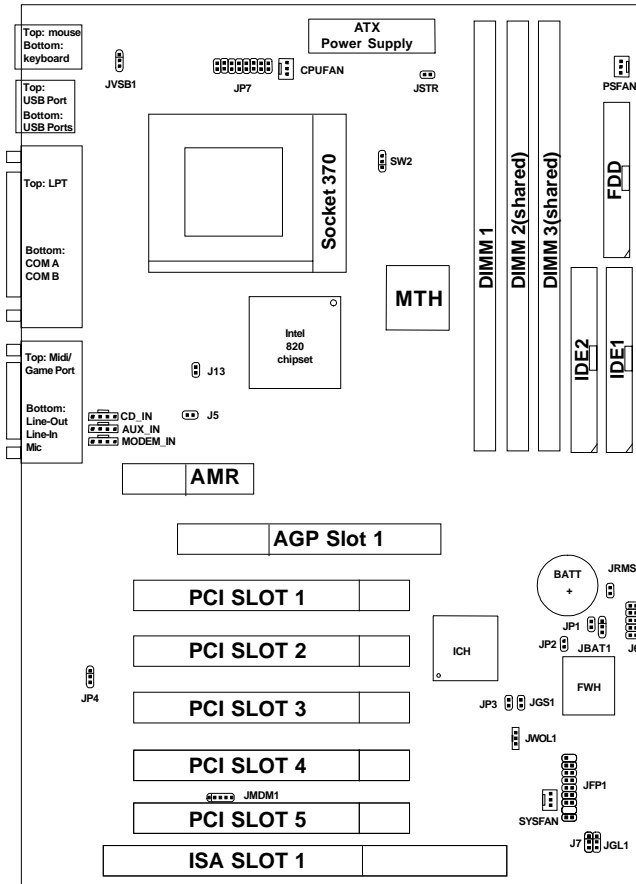 Top: mouse
Bottom:
keyboard
Top:
USB Port
Bottom:
USB Ports
Top: LPT
Bottom:
COM A
COM B
Top: Midi/
Game Port
Bottom:
Line-Out
Line-In
Mic
JVSB1
JP7
CPUFAN
ATX
Power Supply
JSTR
PSFAN
Socket 370
SW2
DIMM 1
DIMM 2(shared)
DIMM 3(shared)
FDD
IDE2
IDE1
MTH
Intel
820
chipset
J13
J5
CD_IN
AUX_IN
MODEM_IN
AMR
AGP Slot 1
PCI SLOT 1
PCI SLOT 2
PCI SLOT 3
PCI SLOT 4
JMDM1
PCI SLOT 5
ISA SLOT 1
JP4
ICH
BATT
+
JRMS
JP1
JP2
JBAT1
J6
FWH
JP3
JGS1
JWOL1
JFP1
SYSFAN
J7
JGL1